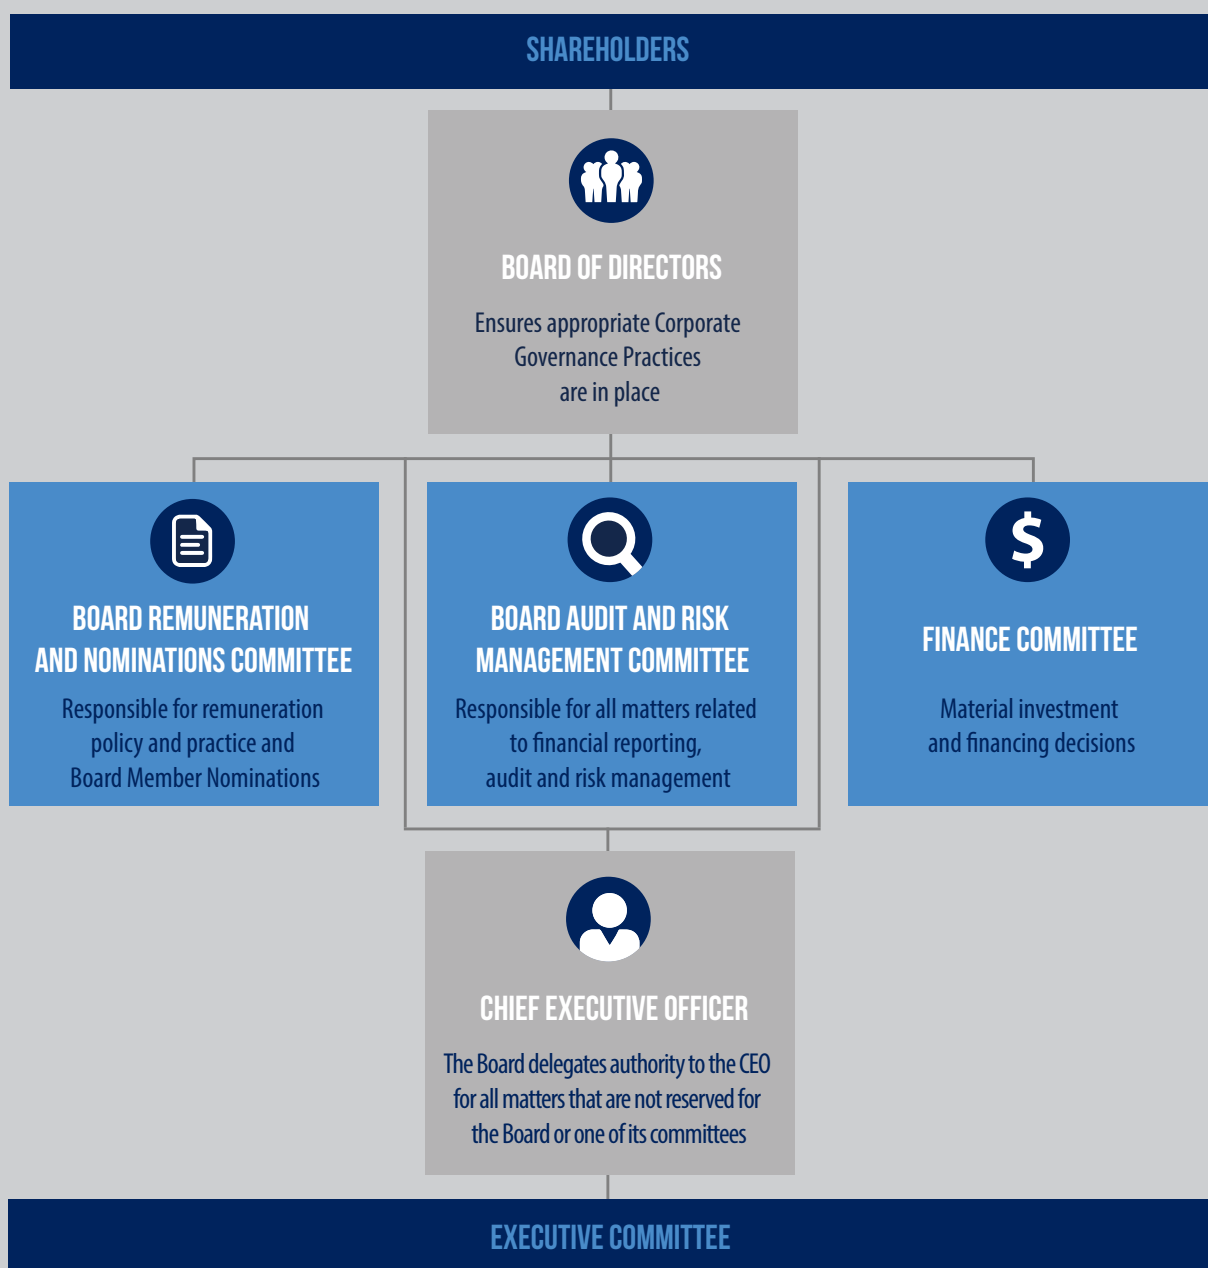 SHAREHOLDERS
BOARD OF DIRECTORS
Ensures appropriate Corporate
Governance Practices
are in place
BOARD REMUNERATION
AND NOMINATIONS COMMITTEE
Responsible for remuneration
policy and practice and
Board Member Nominations
BOARD AUDIT AND RISK
MANAGEMENT COMMITTEE
Responsible for all matters related
to financial reporting,
audit and risk management
$
FINANCE COMMITTEE
Material investment
and financing decisions
CHIEF EXECUTIVE OFFICER
The Board delegates authority to the CEO
for all matters that are not reserved for
the Board or one of its committees
EXECUTIVE COMMITTEE